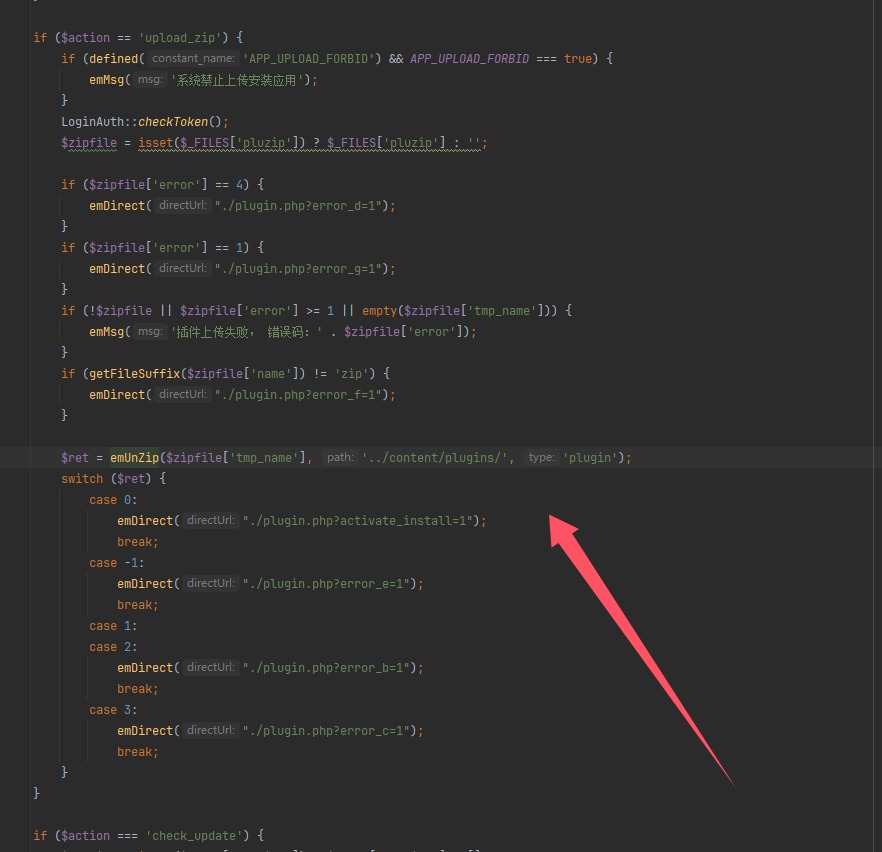 if ($action == 'upload_zip') {
if (defined( constant_name: 'APP_UPLOAD_FORBID') && APP_UPLOAD_FORBID === true) {
emMsg( msg: '系统禁止上传安装应用');
}
LoginAuth::checkToken();
$zipfile = isset($_FILES['pluzip']) ? $_FILES['pluzip'] : '';
if ($zipfile['error'] == 4) {
emDirect( directUrl: "./plugin.php?error_d=1");
}
if ($zipfile['error'] == 1) {
emDirect( directUrl: "./plugin.php?error_g=1");
}
if (!$zipfile || $zipfile['error'] >= 1 || empty($zipfile['tmp_name'])) {
emMsg( msg: '插件上传失败， 错误码：' . $zipfile['error']);
}
if (getFileSuffix($zipfile['name']) != 'zip') {
emDirect( directUrl: "./plugin.php?error_f=1");
}
$ret = emUnZip($zipfile['tmp_name'], path: '../content/plugins/', type: 'plugin');
switch ($ret) {
case 0:
emDirect( directUrl: "./plugin.php?activate_install=1");
break;
case -1:
emDirect( directUrl: "./plugin.php?error_e=1");
break;
case 1:
case 2:
emDirect( directUrl: "./plugin.php?error_b=1");
break;
case 3:
emDirect( directUrl: "./plugin.php?error_c=1");
break;
}
}
if ($action === 'check_update') {